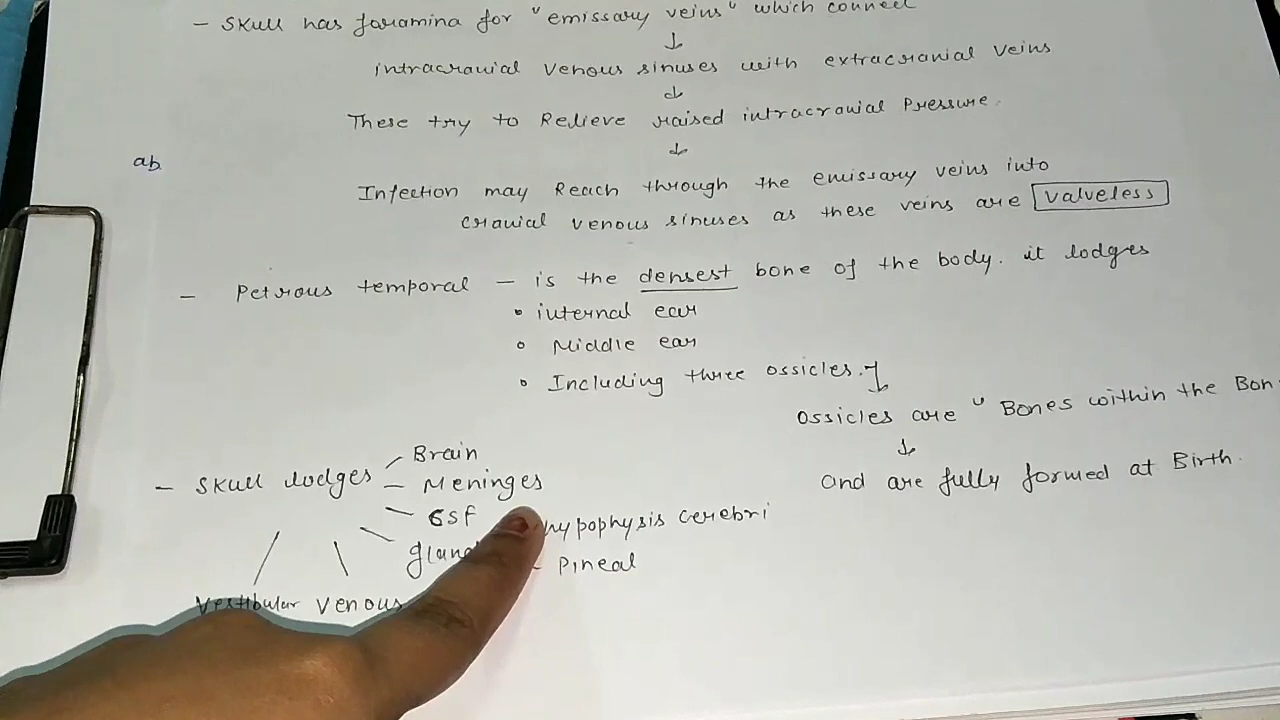 - Skull has foramina for "emissary veins" which connect
↓
intracranial venous sinuses with extracranial veins
↓
These try to Relieve raised intracranial Pressure.
↓
ab
Infection may Reach through the emissary veins into
cranial venous sinuses as these veins are valveless
- Petrous temporal - is the densest bone of the body. it lodges
• internal ear
• Middle ear
• Including three ossicles.
↓
ossicles are "Bones within the
↓
and are fully formed at Birth.
- Skull lodges - Brain
- Meninges
- CSF
hypophysis cerebri
- Pineal
Vestibular venous